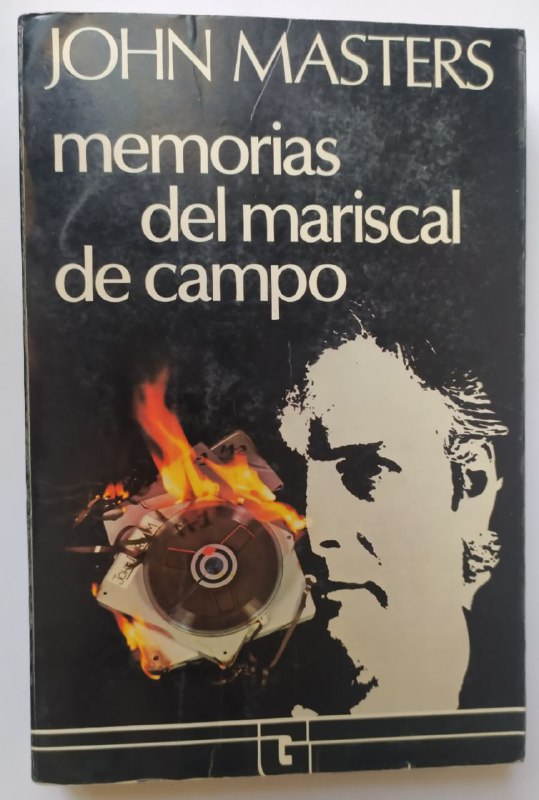 JOHN MASTERS
memorias
del mariscal
de campo